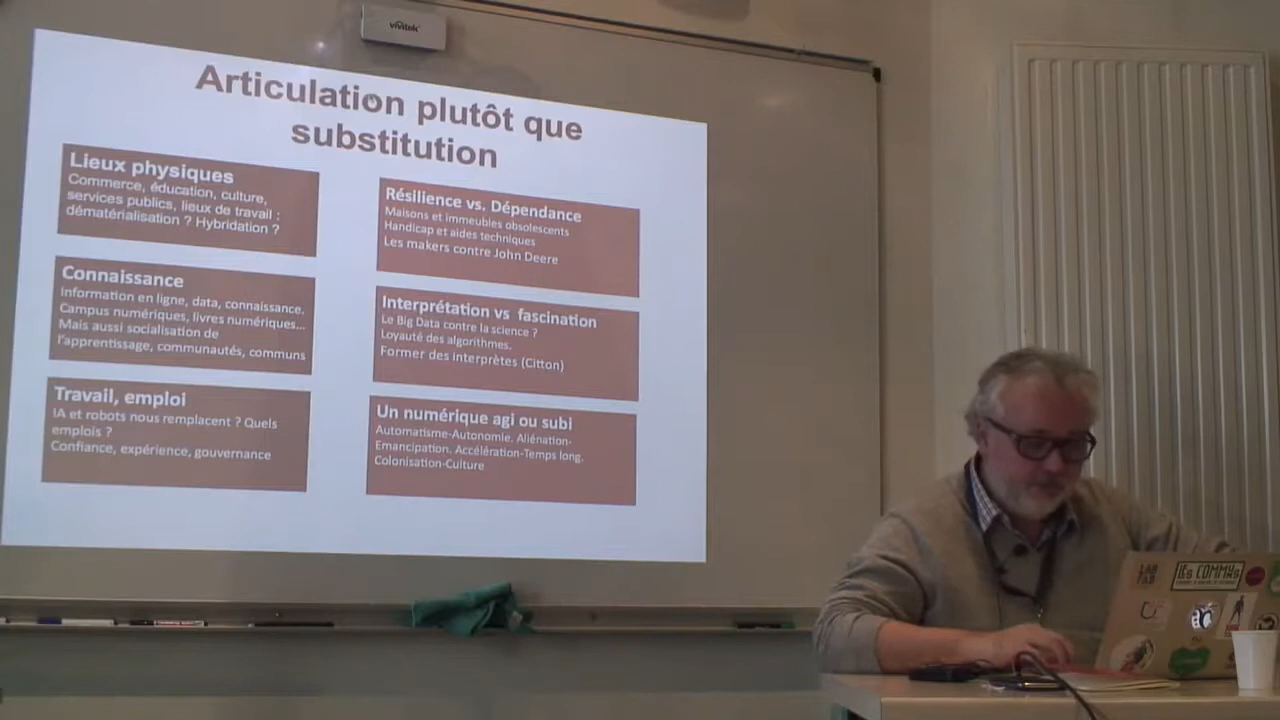 vivitek
Articulation plutôt que
substitution
Lieux physiques
Commerce, éducation, culture,
services publics, lieux de travail :
dématérialisation ? Hybridation ?
Connaissance
Information en ligne, data, connaissance.
Campus numériques, livres numériques...
Mais aussi socialisation de
l'apprentissage, communautés, communs
Travail, emploi
IA et robots nous remplacent ? Quels
emplois ?
Confiance, expérience, gouvernance
Résilience vs. Dépendance
Maisons et immeubles obsolescents
Handicap et aides techniques
Les makers contre John Deere
Interprétation vs fascination
Le Big Data contre la science ?
Loyauté des algorithmes.
Former des interprètes (Citton)
Un numérique agi ou subi
Automatisme-Autonomie. Aliénation-
Emancipation. Accélération-Temps long.
Colonisation-Culture
LAB
FAB
LES COMMUNS